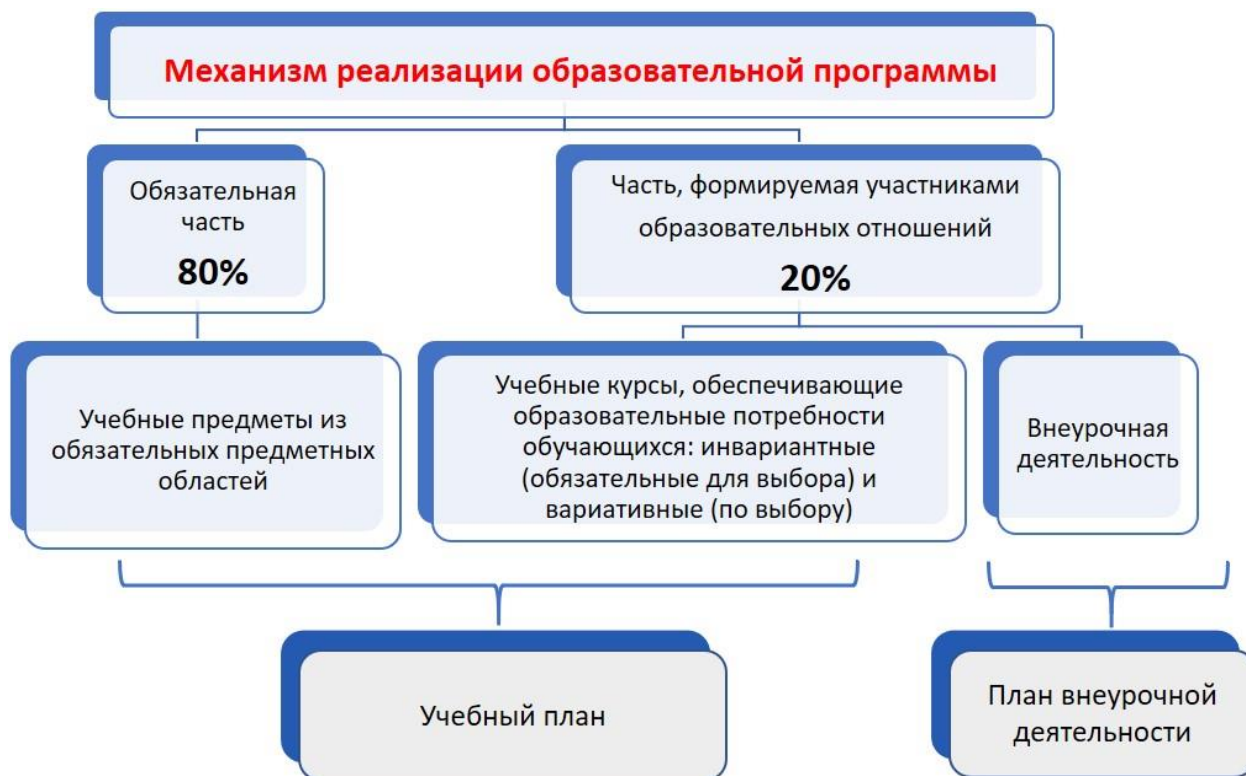 Механизм реализации образовательной программы
Обязательная
часть
80%
Часть, формируемая участниками
образовательных отношений
20%
Учебные предметы из
обязательных предметных
областей
Учебные курсы, обеспечивающие
образовательные потребности
обучающихся: инвариантные
(обязательные для выбора) и
вариативные (по выбору)
Внеурочная
деятельность
Учебный план
План внеурочной
деятельности